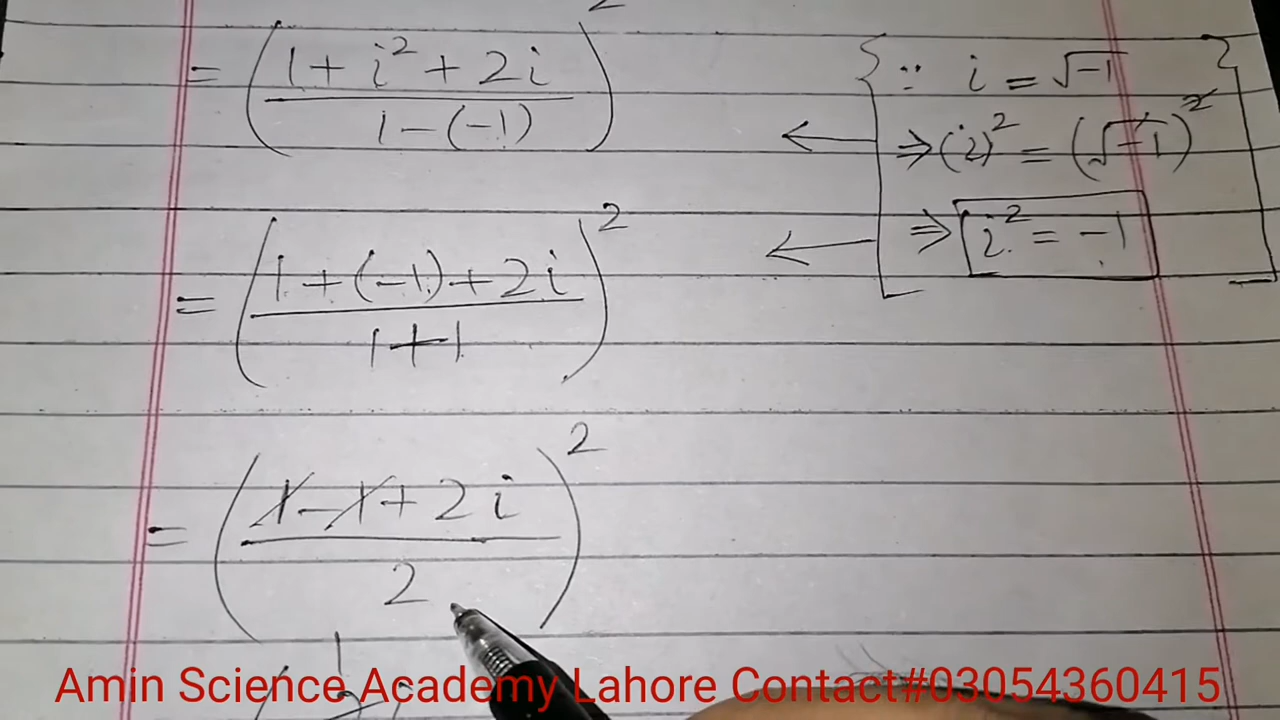 = ((1 + i² + 2i) / (1 - (-1)))²
{∵ i = √-1}
⇒ (i)² = (√-1)²
⇒ i² = -1
= ((1 + (-1) + 2i) / (1 + 1))²
= ((1 - 1 + 2i) / 2)²
Amin Science Academy Lahore Contact#03054360415